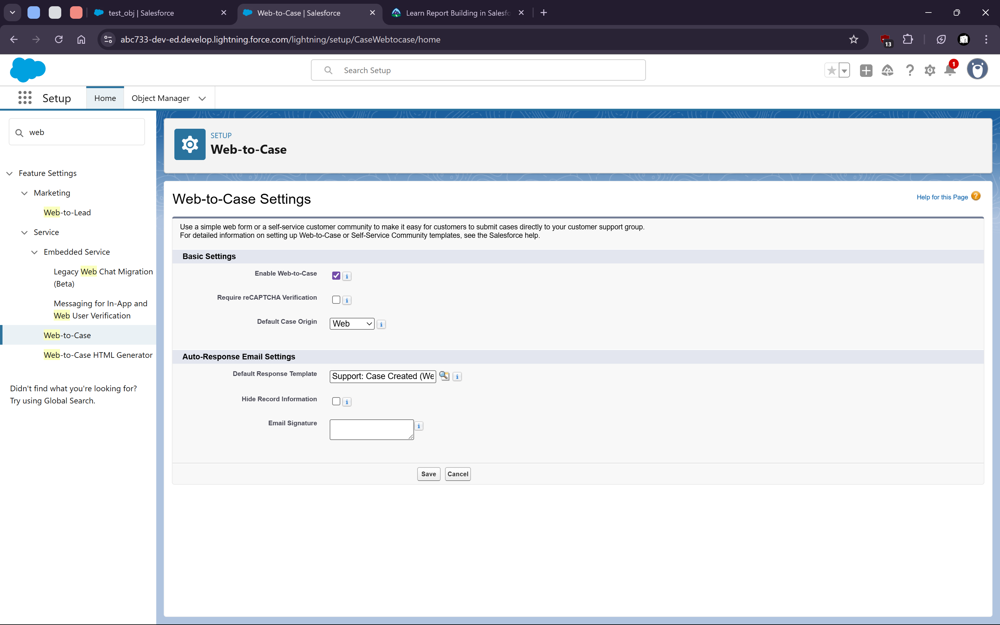 test_obj | Salesforce
Web-to-Case | Salesforce
Learn Report Building in Salesfo
abc733-dev-ed.develop.lightning.force.com/lightning/setup/CaseWebtocase/home
13
Search Setup
1
Setup
Home
Object Manager
web
Feature Settings
Marketing
Web-to-Lead
Service
Embedded Service
Legacy Web Chat Migration
(Beta)
Messaging for In-App and
Web User Verification
Web-to-Case
Web-to-Case HTML Generator
Didn't find what you're looking for?
Try using Global Search.
SETUP
Web-to-Case
Web-to-Case Settings
Help for this Page
Use a simple web form or a self-service customer community to make it easy for customers to submit cases directly to your customer support group.
For detailed information on setting up Web-to-Case or Self-Service Community templates, see the Salesforce help.
Basic Settings
Enable Web-to-Case
Require reCAPTCHA Verification
Default Case Origin
Web
Auto-Response Email Settings
Default Response Template
Support: Case Created (We
Hide Record Information
Email Signature
Save
Cancel